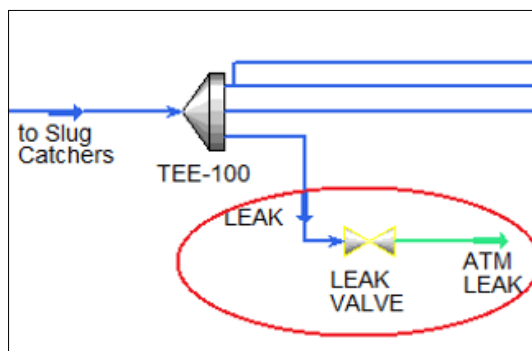 to Slug
Catchers
TEE-100
LEAK
LEAK
VALVE
ATM
LEAK